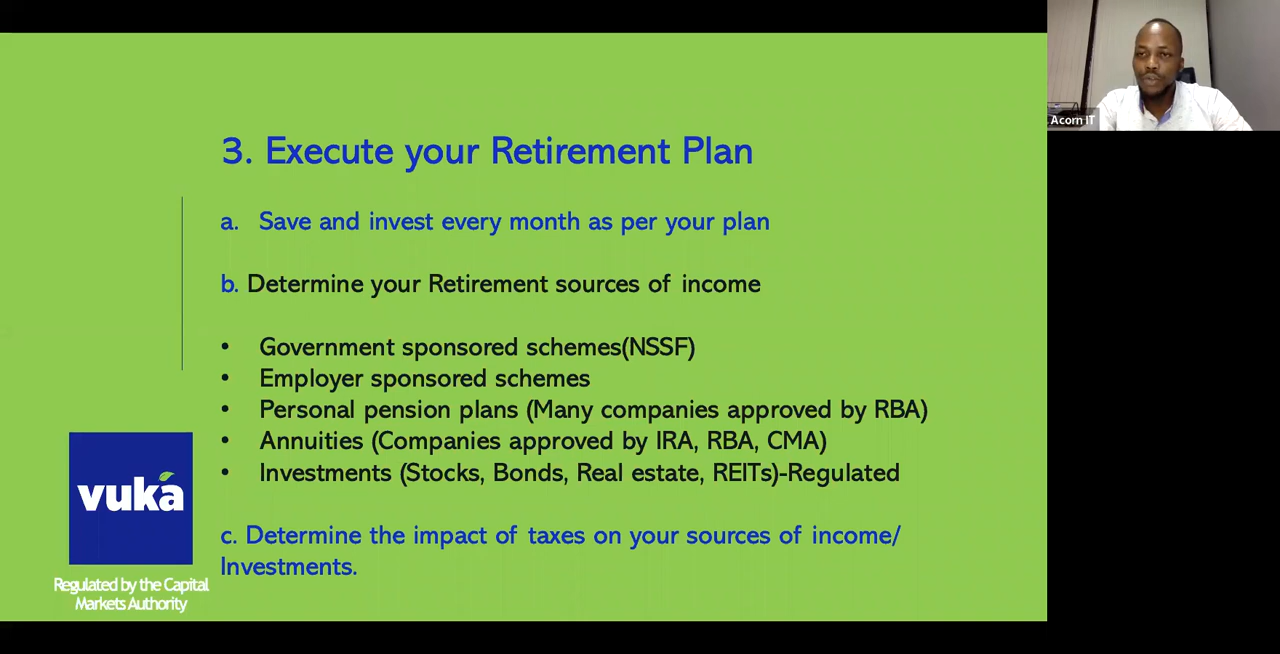 3. Execute your Retirement Plan
a. Save and invest every month as per your plan
b. Determine your Retirement sources of income
• Government sponsored schemes(NSSF)
• Employer sponsored schemes
• Personal pension plans (Many companies approved by RBA)
• Annuities (Companies approved by IRA, RBA, CMA)
• Investments (Stocks, Bonds, Real estate, REITs)-Regulated
c. Determine the impact of taxes on your sources of income/
Investments.
vuka
Regulated by the Capital
Markets Authority
Acorn IT